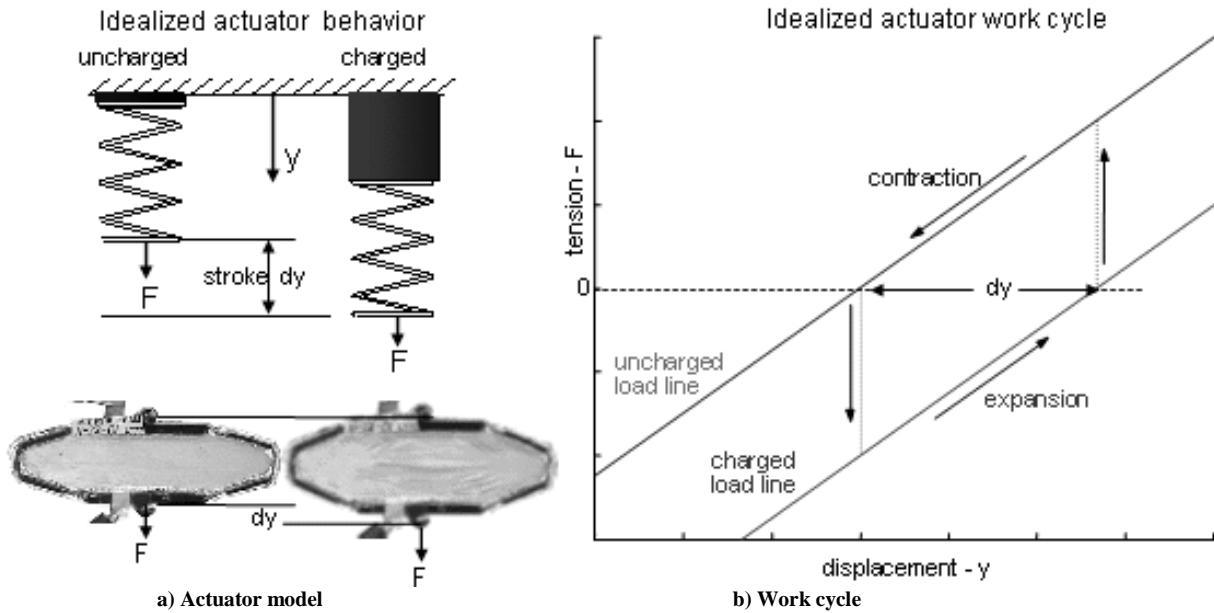 Idealized actuator behavior
uncharged
charged
y
stroke dy
F
F
dy
F
F
a) Actuator model
Idealized actuator work cycle
tension - F
contraction
0
dy
uncharged
load line
expansion
charged
load line
displacement - y
b) Work cycle